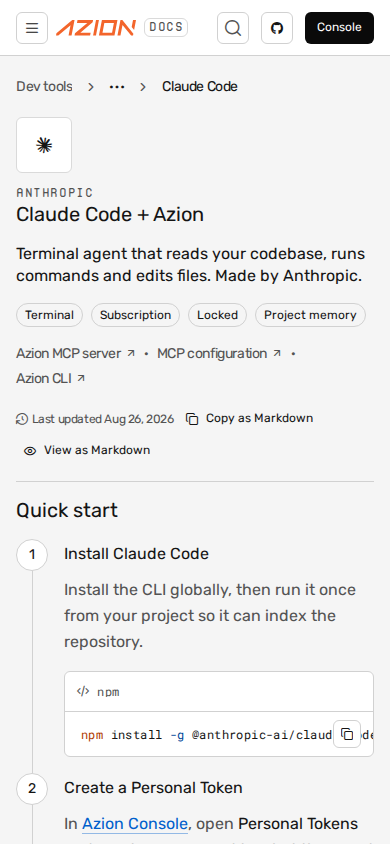 AZION DOCS Console
Dev tools > ••• > Claude Code
ANTHROPIC
Claude Code + Azion
Terminal agent that reads your codebase, runs
commands and edits files. Made by Anthropic.
Terminal Subscription Locked Project memory
Azion MCP server ↗ • MCP configuration ↗ •
Azion CLI ↗
Last updated Aug 26, 2026 Copy as Markdown
View as Markdown
Quick start
1 Install Claude Code
Install the CLI globally, then run it once
from your project so it can index the
repository.
</> npm
npm install -g @anthropic-ai/claud de
2 Create a Personal Token
In Azion Console, open Personal Tokens